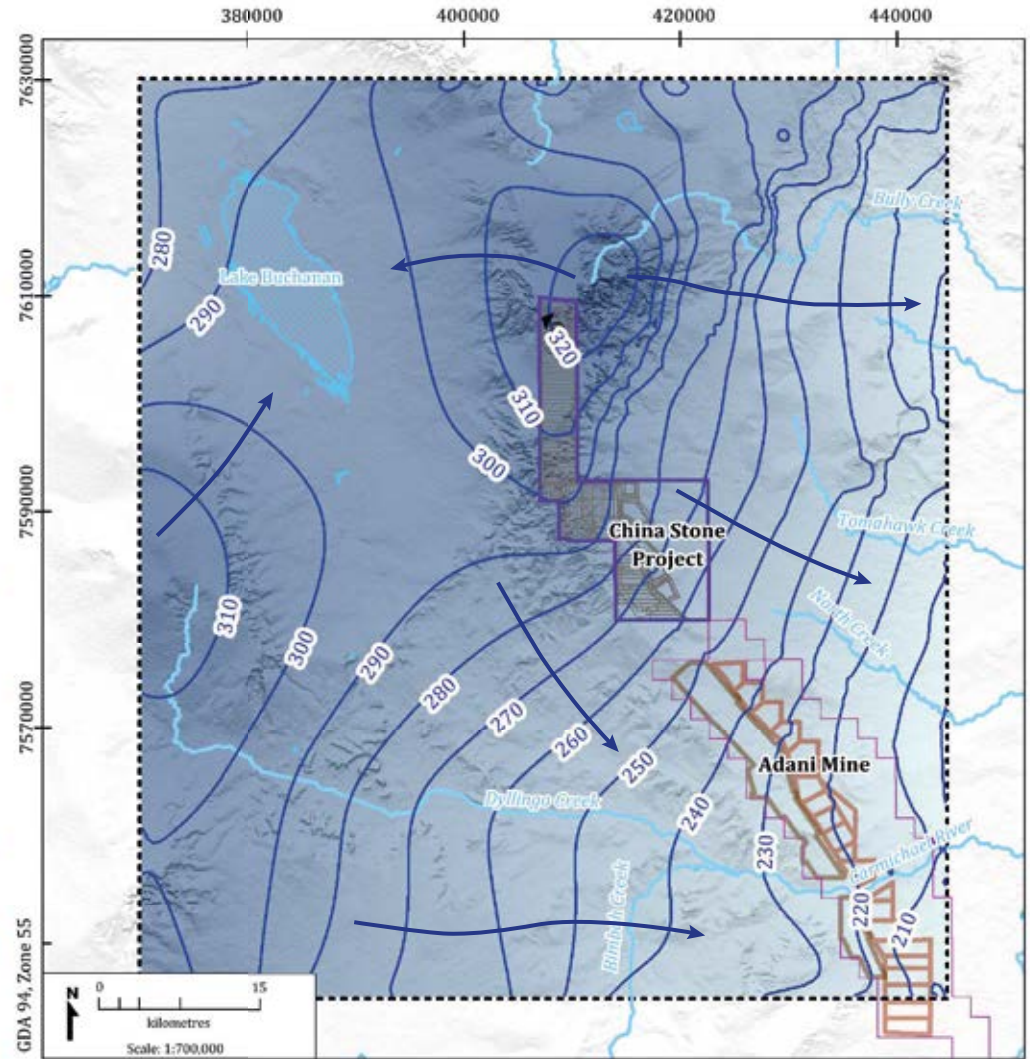 380000
400000
420000
440000
7630000
7610000
7590000
7570000
GDA 94, Zone 55
Bully Creek
280
Lake Buchanan
290
320
310
300
China Stone
Project
Tomahawk Creek
North Creek
310
300
290
280
270
260
250
240
230
220
210
Adani Mine
Dyllingo Creek
Carmichael River
Bimbah Creek
N
0
15
kilometres
Scale: 1:700,000